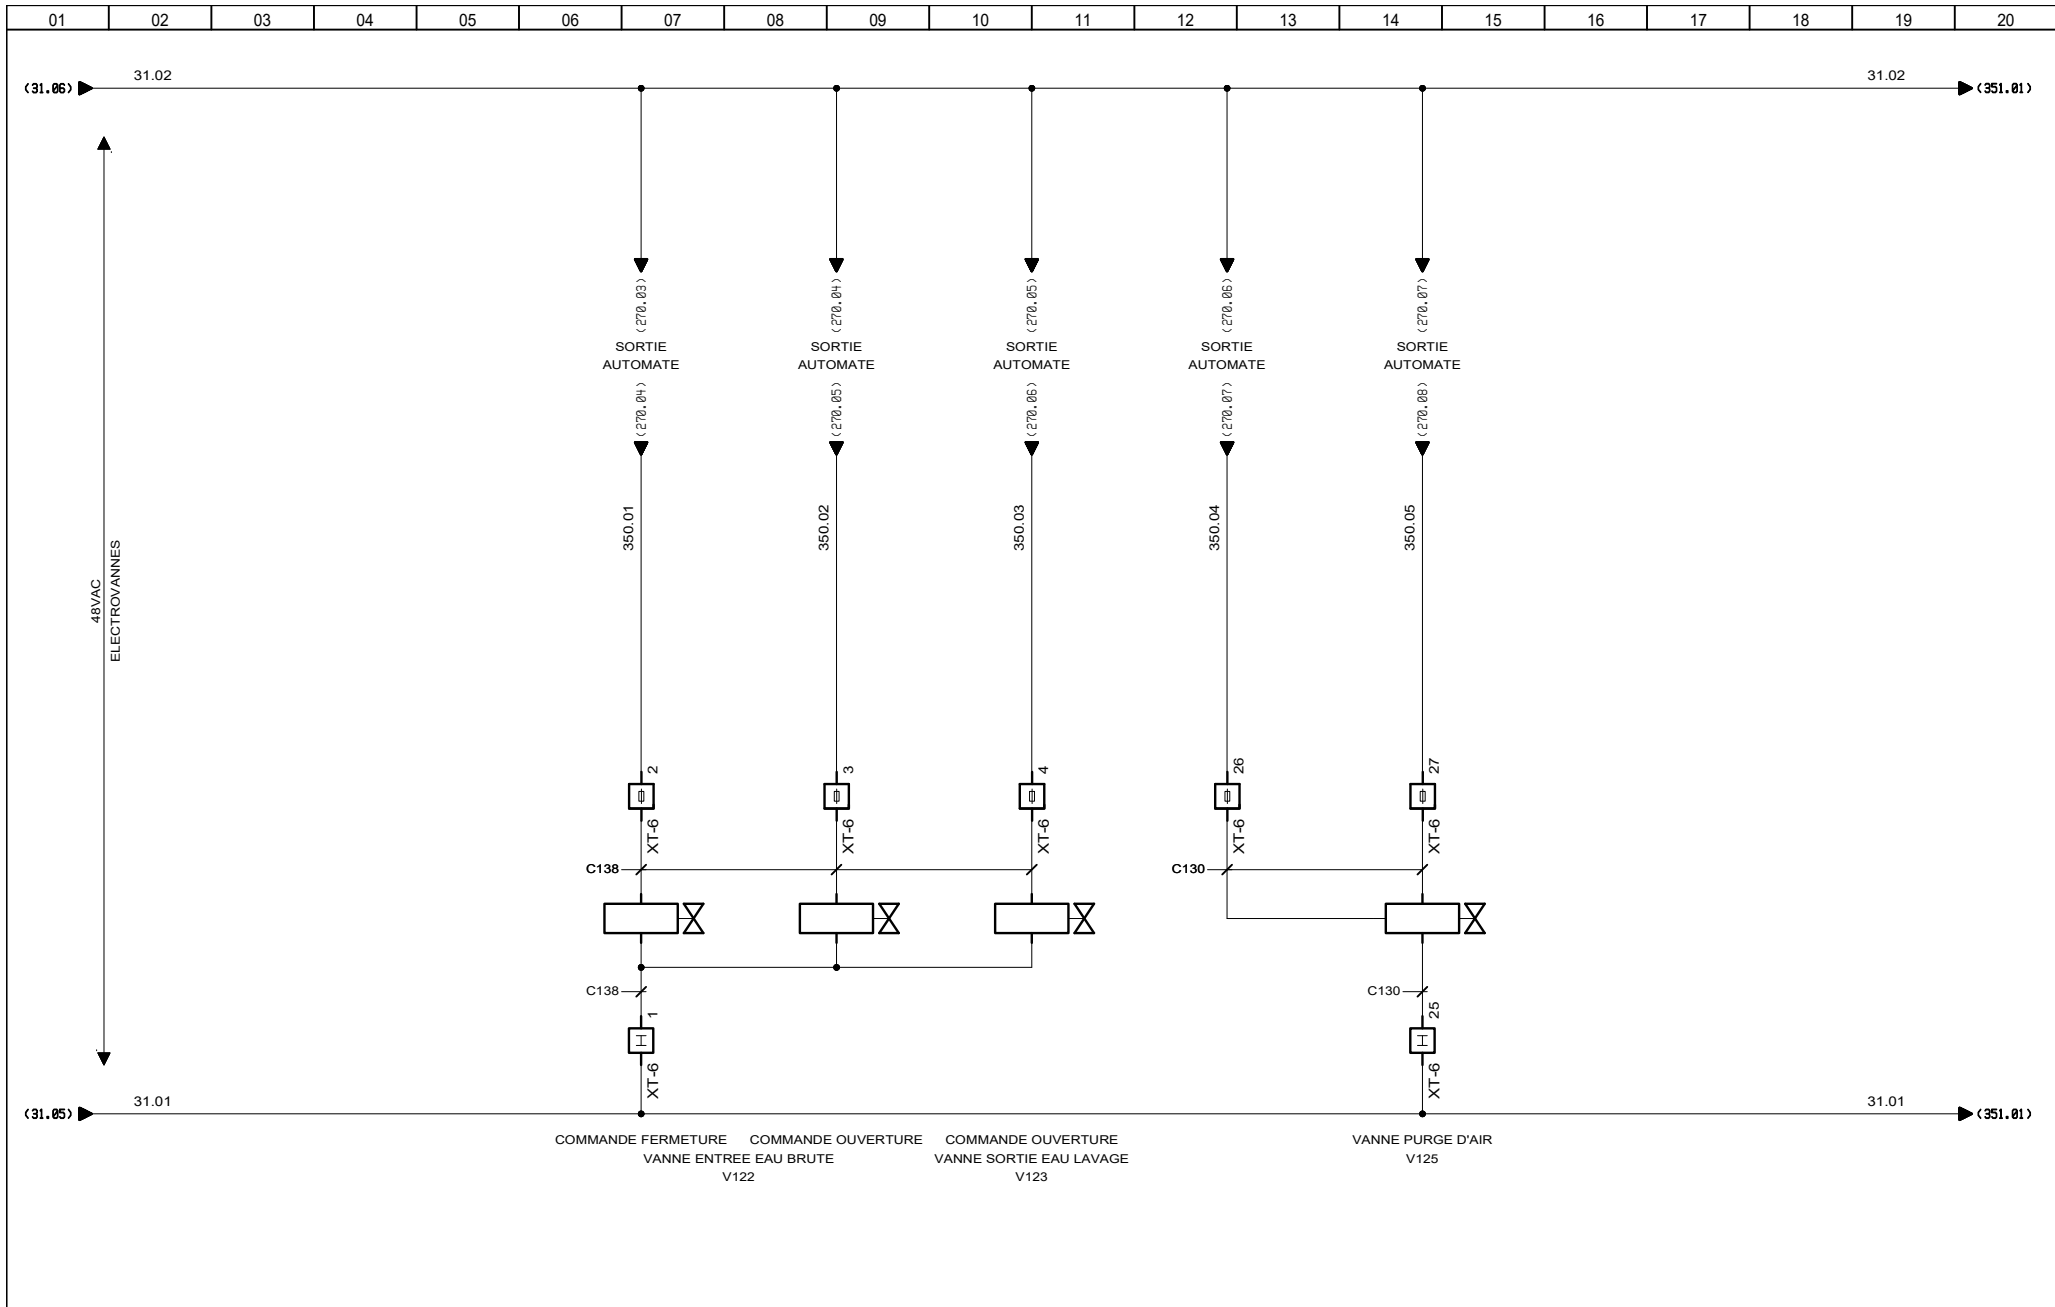 01 02 03 04 05 06 07 08 09 10 11 12 13 14 15 16 17 18 19 20
31.02 31.02
(31.06) (351.01)
(270.03) (270.04) (270.05) (270.06) (270.07)
SORTIE SORTIE SORTIE SORTIE SORTIE
AUTOMATE AUTOMATE AUTOMATE AUTOMATE AUTOMATE
(270.04) (270.05) (270.06) (270.07) (270.08)
350.01 350.02 350.03 350.04 350.05
48VAC
ELECTROVANNES
2 3 4 26 27
XT-6 XT-6 XT-6 XT-6 XT-6
C138 C130
C138 C130
1 25
XT-6 XT-6
31.01 31.01
(31.05) (351.01)
COMMANDE FERMETURE COMMANDE OUVERTURE COMMANDE OUVERTURE VANNE PURGE D'AIR
VANNE ENTREE EAU BRUTE VANNE SORTIE EAU LAVAGE V125
V122 V123